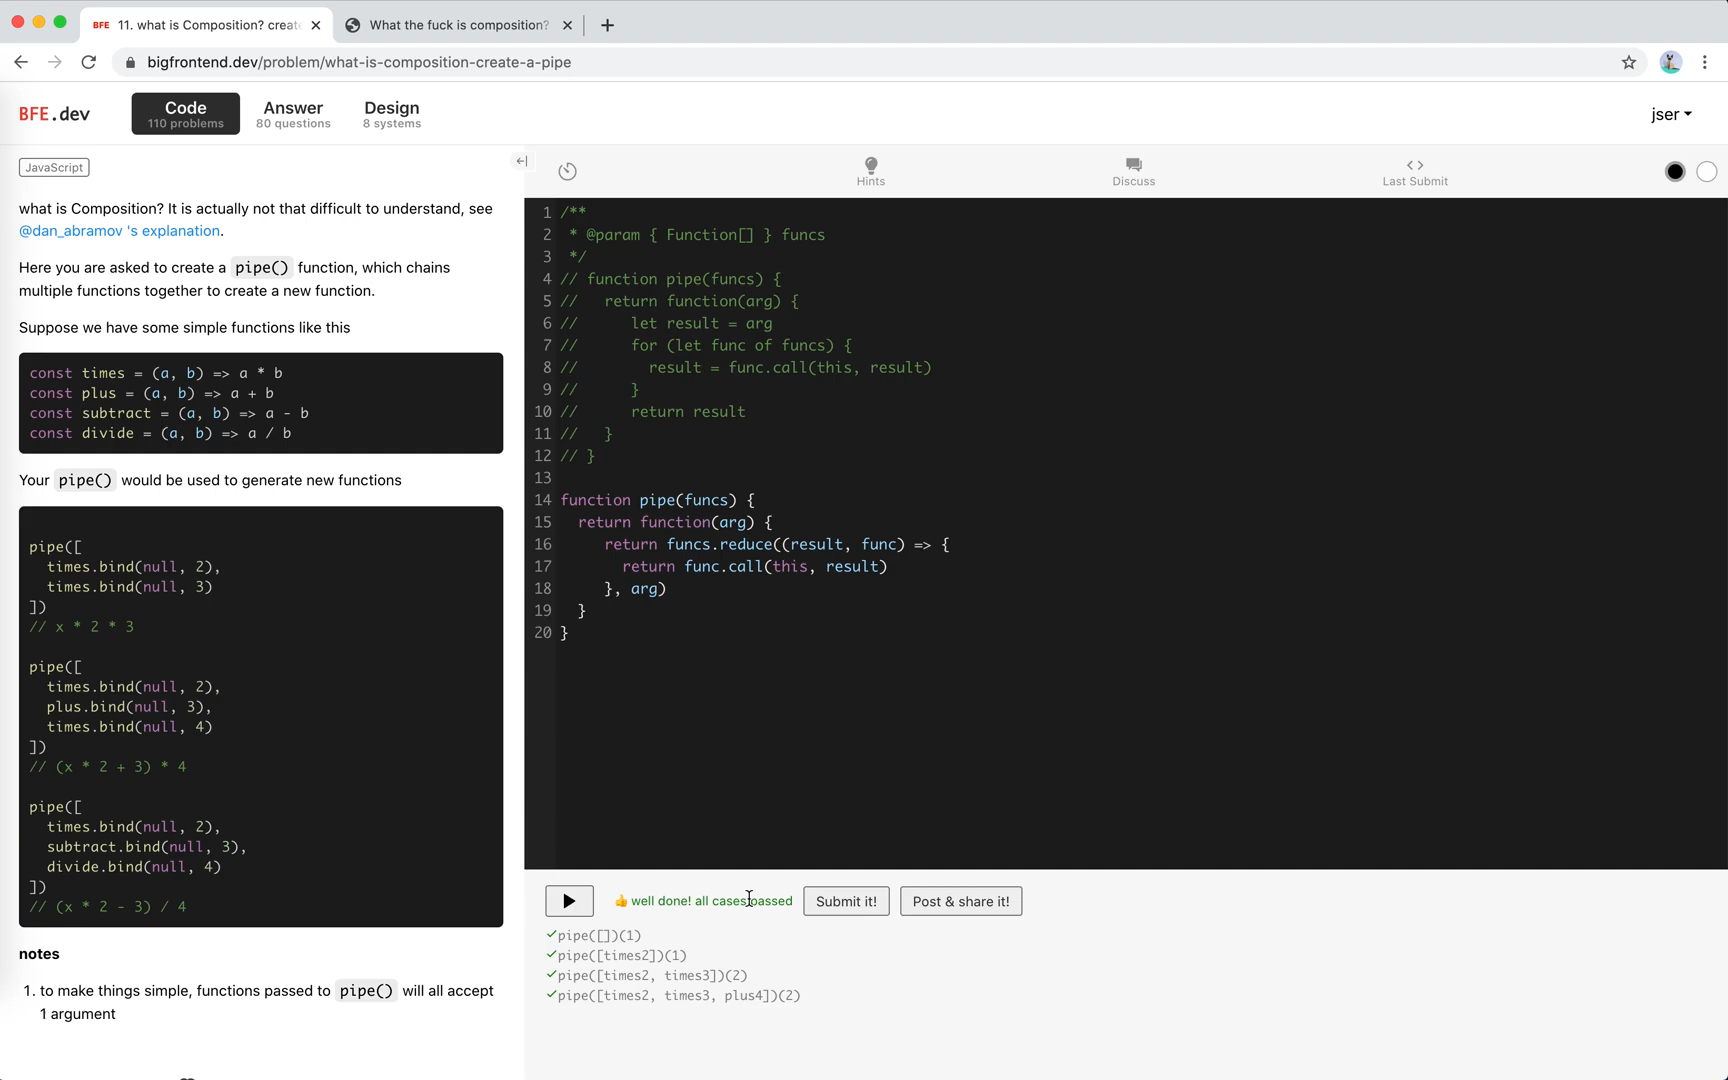 BFE 11. what is Composition? create
What the fuck is composition?
bigfrontend.dev/problem/what-is-composition-create-a-pipe
BFE.dev
Code
110 problems
Answer
80 questions
Design
8 systems
jser
JavaScript
what is Composition? It is actually not that difficult to understand, see
@dan_abramov 's explanation.
Here you are asked to create a pipe() function, which chains
multiple functions together to create a new function.
Suppose we have some simple functions like this
const times = (a, b) => a * b
const plus = (a, b) => a + b
const subtract = (a, b) => a - b
const divide = (a, b) => a / b
Your pipe() would be used to generate new functions
pipe([
times.bind(null, 2),
times.bind(null, 3)
])
// x * 2 * 3
pipe([
times.bind(null, 2),
plus.bind(null, 3),
times.bind(null, 4)
])
// (x * 2 + 3) * 4
pipe([
times.bind(null, 2),
subtract.bind(null, 3),
divide.bind(null, 4)
])
// (x * 2 - 3) / 4
notes
1. to make things simple, functions passed to pipe() will all accept
1 argument
Hints
Discuss
<> Last Submit
1 /**
2 * @param { Function[] } funcs
3 */
4 // function pipe(funcs) {
5 // return function(arg) {
6 // let result = arg
7 // for (let func of funcs) {
8 // result = func.call(this, result)
9 // }
10 // return result
11 // }
12 // }
13
14 function pipe(funcs) {
15 return function(arg) {
16 return funcs.reduce((result, func) => {
17 return func.call(this, result)
18 }, arg)
19 }
20 }
👍 well done! all cases passed
Submit it!
Post & share it!
✓pipe([])(1)
✓pipe([times2])(1)
✓pipe([times2, times3])(2)
✓pipe([times2, times3, plus4])(2)